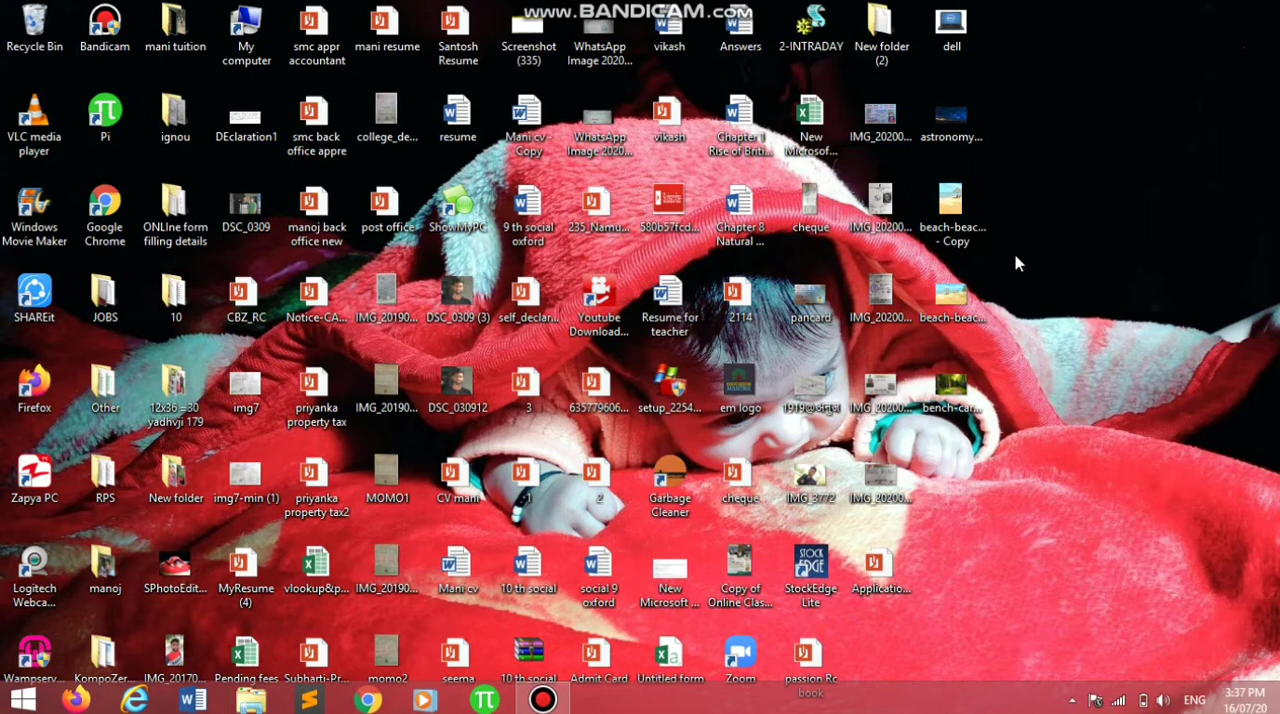 www.BANDICAM.com
Recycle Bin
Bandicam
mani tuition
My computer
smc appr accountant
mani resume
Santosh Resume
Screenshot (335)
WhatsApp Image 2020...
vikash
Answers
2-INTRADAY
New folder (2)
dell
VLC media player
Pi
ignou
DEclaration1
smc back office appre
college_de...
resume
Mani cv - Copy
WhatsApp Image 2020...
vikash
Chapter 1 Rise of Briti...
New Microsof...
IMG_20200...
astronomy...
Windows Movie Maker
Google Chrome
ONLIne form filling details
DSC_0309
manoj back office new
post office
ShowMyPC
9 th social oxford
235_Namu...
580b57fcd...
Chapter 8 Natural ...
cheque
IMG_20200...
beach-beac... - Copy
SHAREit
JOBS
10
CBZ_RC
Notice-CA...
IMG_20190...
DSC_0309 (3)
self_declar...
Youtube Download...
Resume for teacher
2114
pancard
IMG_20200...
beach-beac...
Firefox
Other
12x36 =30 yadhvji 179
img7
priyanka property tax
IMG_20190...
DSC_030912
3
635779606...
setup_2254...
em logo
IMG_20200...
bench-car...
Zapya PC
RPS
New folder
img7-min (1)
priyanka property tax2
MOMO1
CV mani
1
2
Garbage Cleaner
cheque
IMG_3772
IMG_20200...
Logitech Webca...
manoj
SPhotoEdit...
MyResume (4)
vlookup&p...
IMG_20190...
Mani cv
10 th social
social 9 oxford
New Microsoft ...
Copy of Online Clas...
STOCK EDGE
StockEdge Lite
Applicatio...
Wampserv...
KompoZer...
IMG_20170...
Pending fees
Subharti-Pr...
momo2
seema
10 th social
Admit Card
Untitled form
Zoom
passion Rc book
ENG
3:37 PM
16/07/20